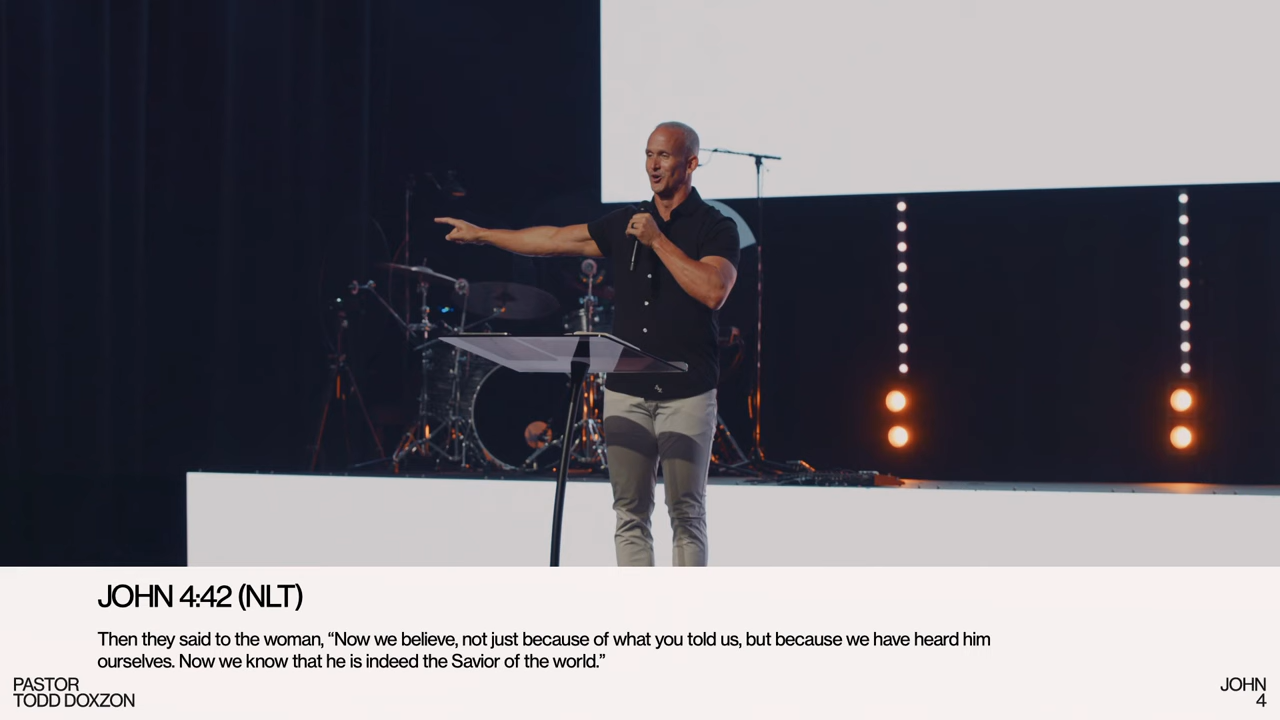 JOHN 4:42 (NLT)
Then they said to the woman, “Now we believe, not just because of what you told us, but because we have heard him
ourselves. Now we know that he is indeed the Savior of the world.”
PASTOR
TODD DOXZON
JOHN
4